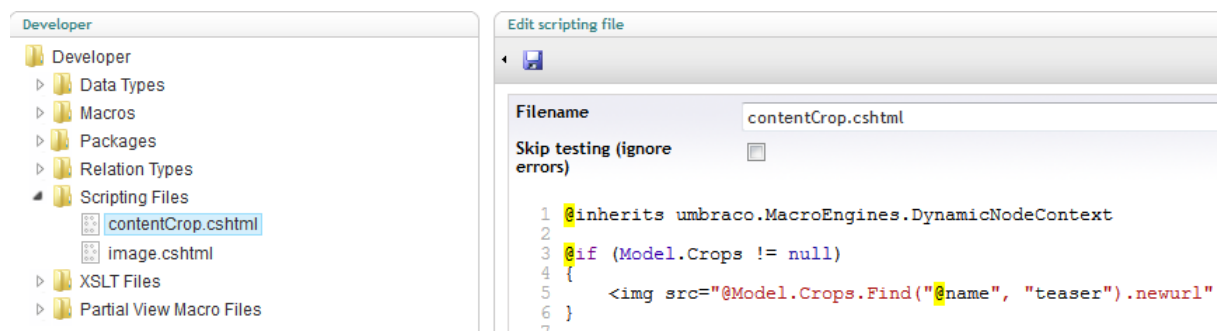 Developer
Developer
Data Types
Macros
Packages
Relation Types
Scripting Files
contentCrop.cshtml
image.cshtml
XSLT Files
Partial View Macro Files
Edit scripting file
Filename
contentCrop.cshtml
Skip testing (ignore
errors)
1 @inherits umbraco.MacroEngines.DynamicNodeContext
2
3 @if (Model.Crops != null)
4 {
5 <img src="@Model.Crops.Find("@name", "teaser").newurl"
6 }
7